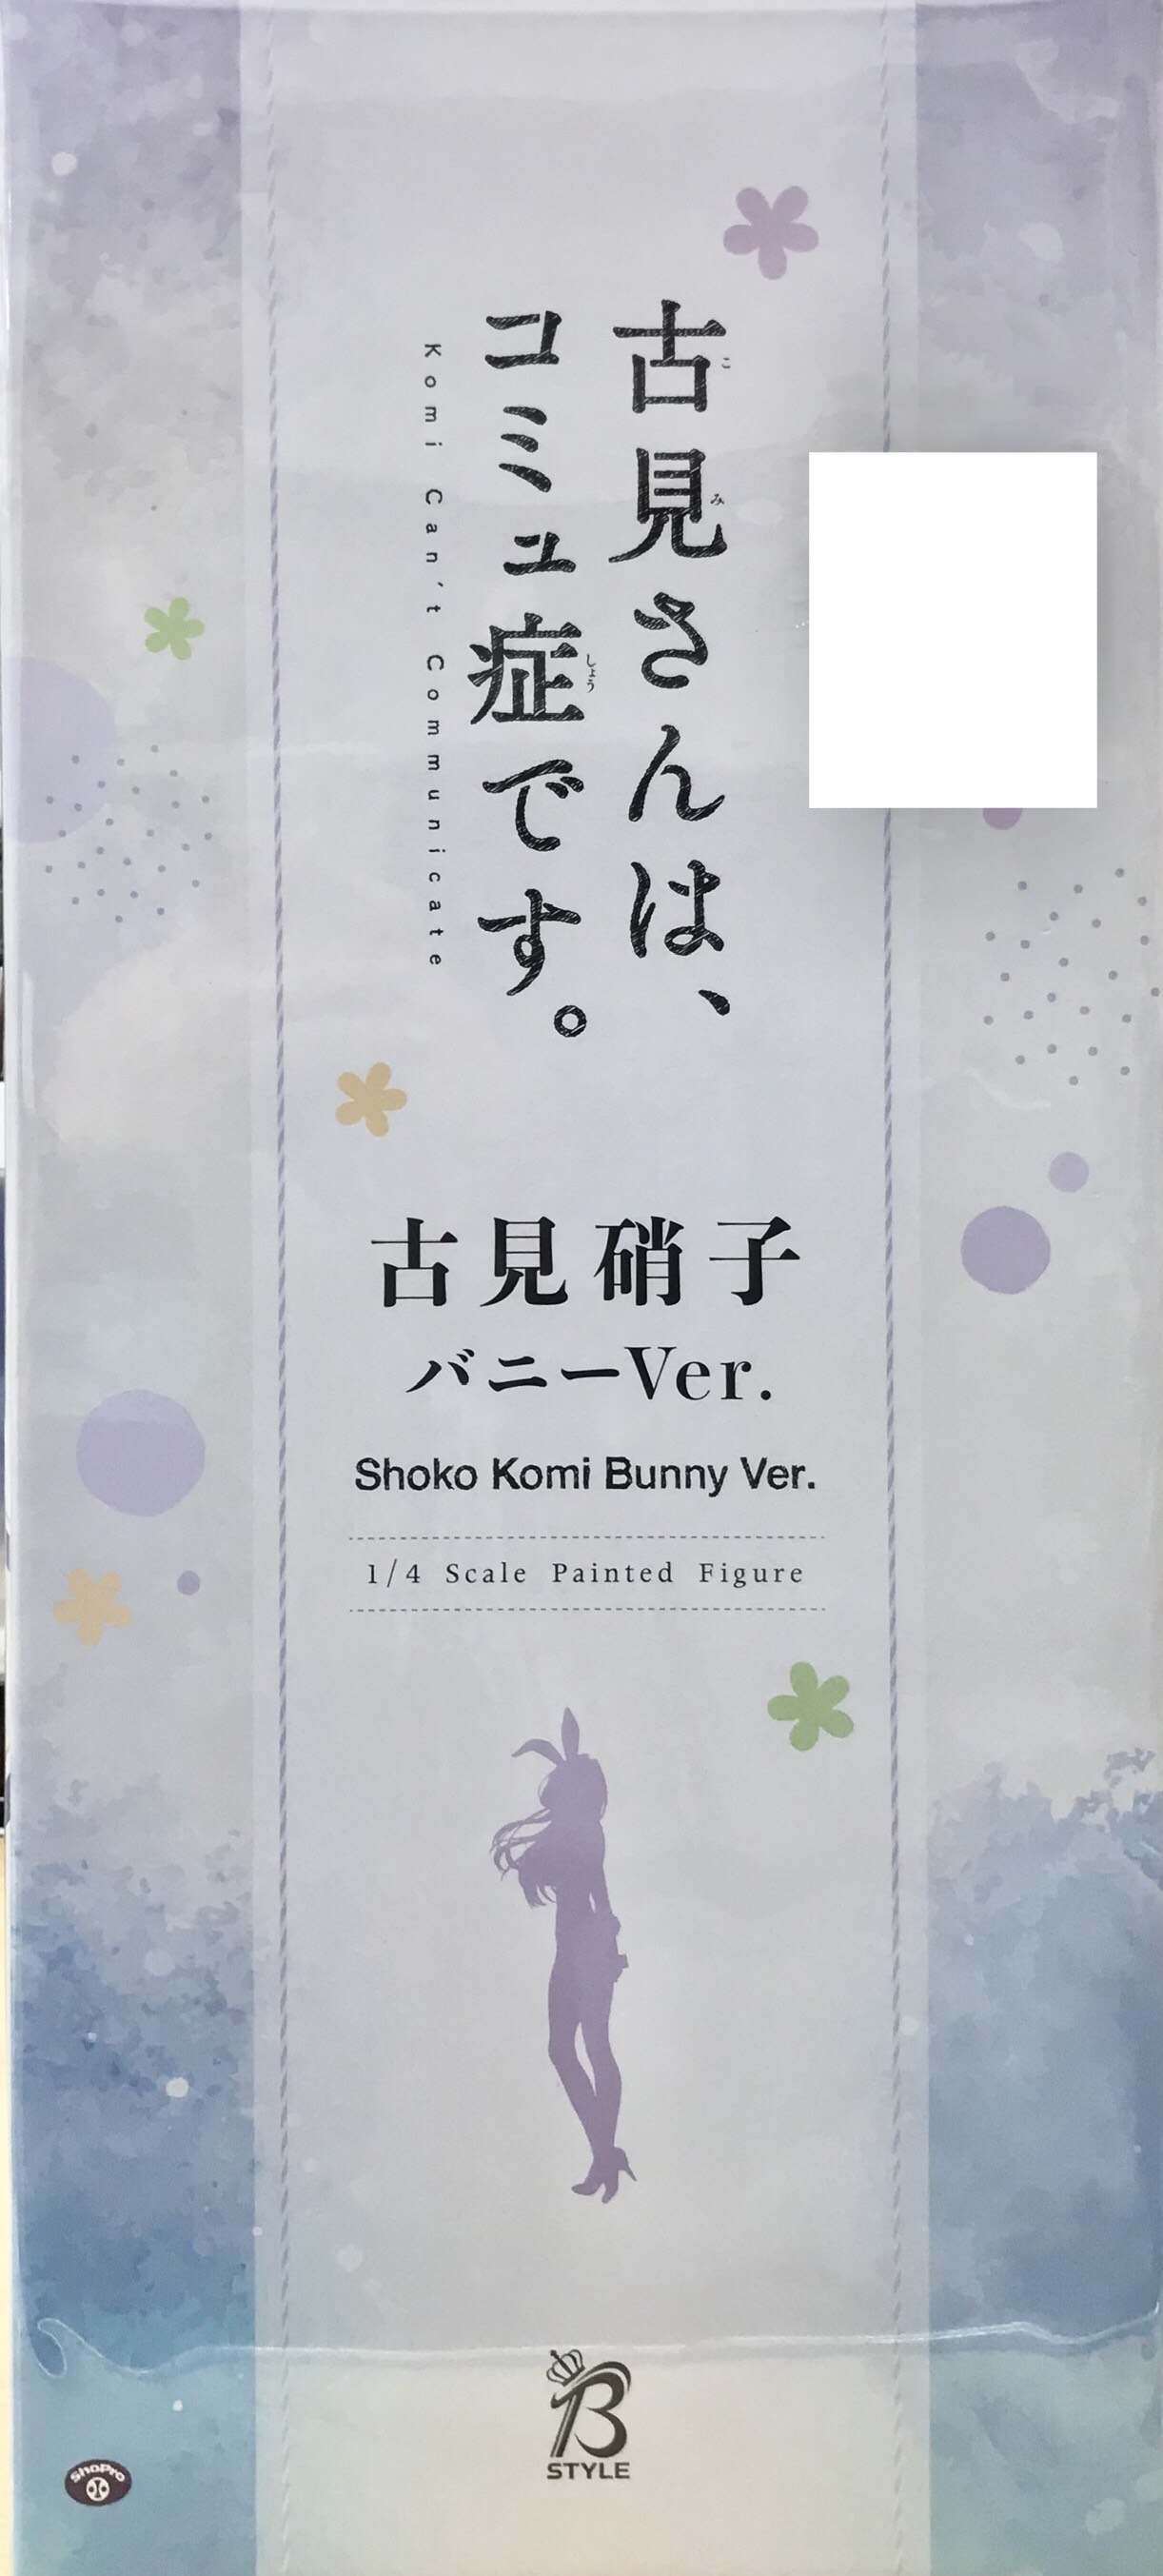 古見さんは、
コミュ症です。
こ
み
しょう
Komi Can't Communicate
古見硝子
バニーVer.
Shoko Komi Bunny Ver.
1/4 Scale Painted Figure
B
STYLE
ShoPro